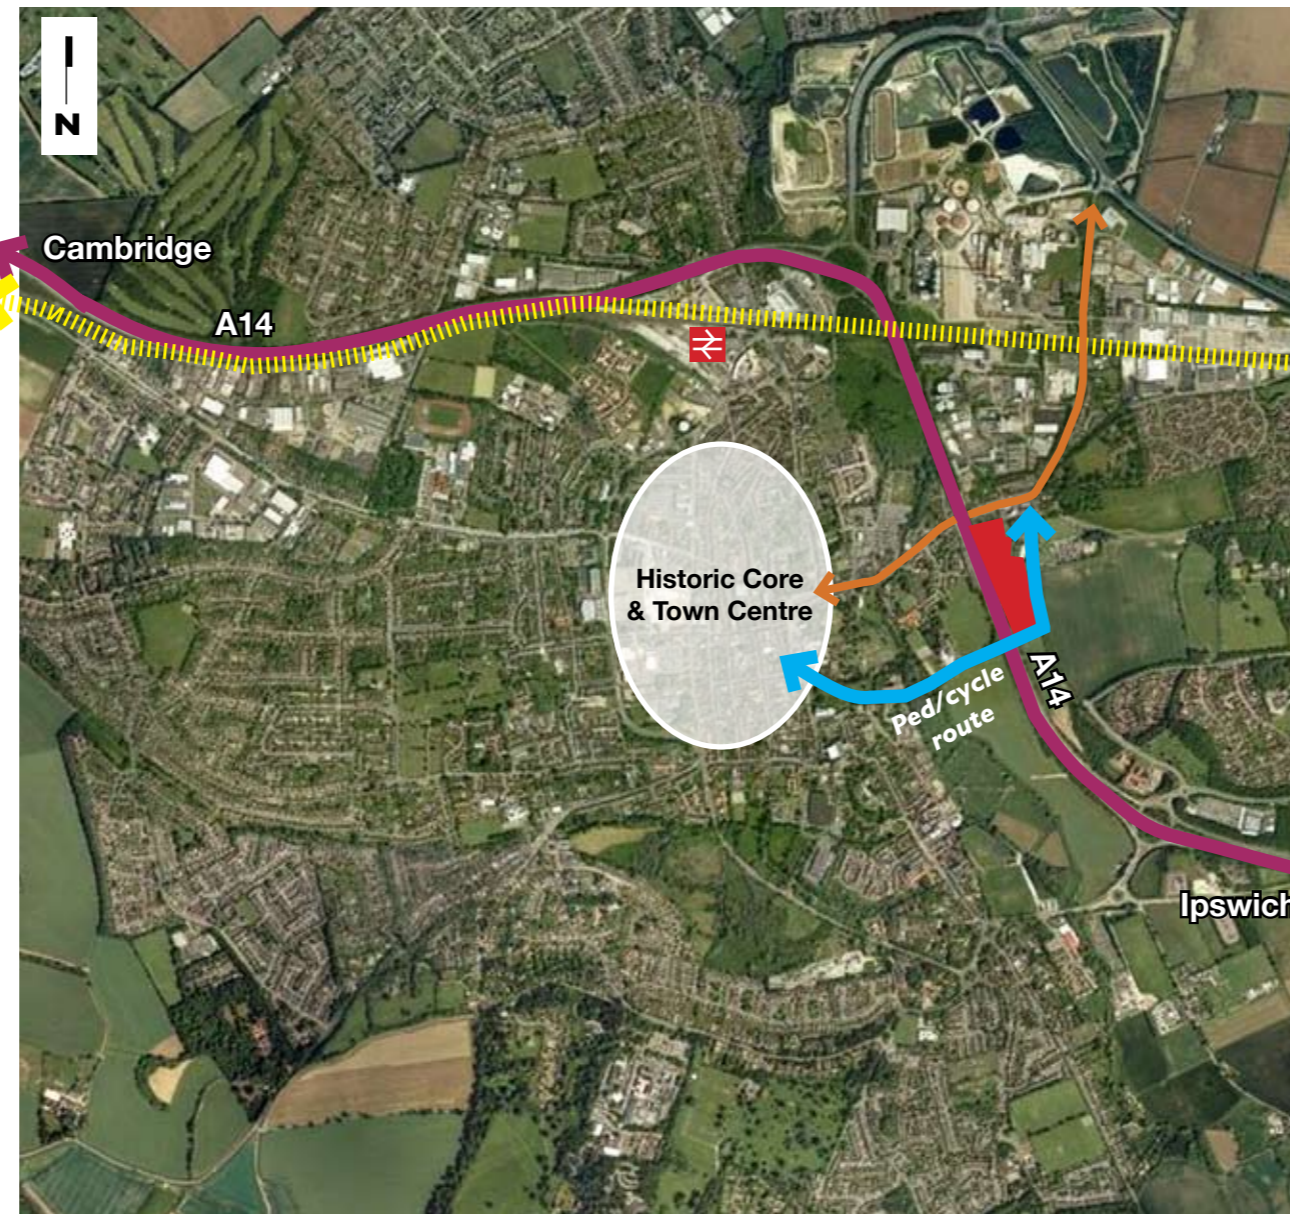 N
Cambridge
A14
Historic Core
& Town Centre
Ped/cycle
route
A14
Ipswich